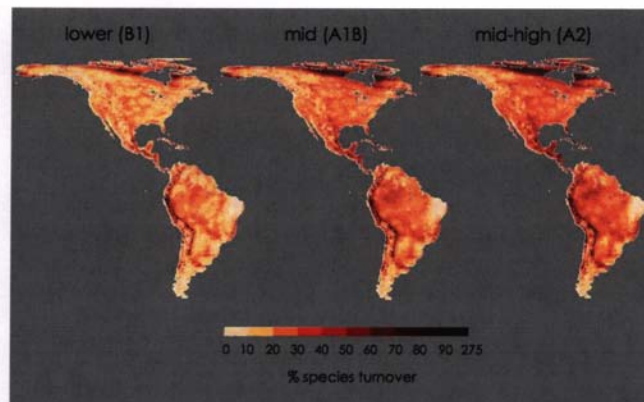 lower (B1) mid (A1B) mid-high (A2)
0 10 20 30 40 50 60 70 80 90 275
% species turnover